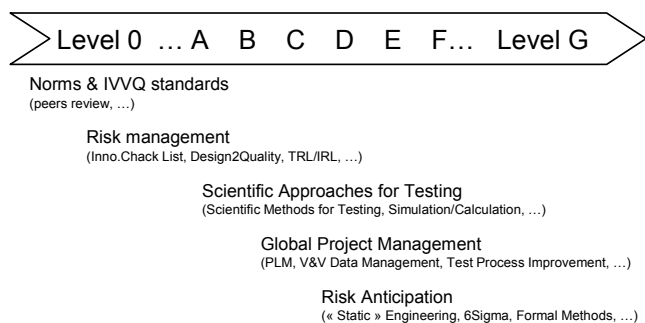 Level 0 … A B C D E F… Level G
Norms & IVVQ standards
(peers review, …)
Risk management
(Inno.Chack List, Design2Quality, TRL/IRL, …)
Scientific Approaches for Testing
(Scientific Methods for Testing, Simulation/Calculation, …)
Global Project Management
(PLM, V&V Data Management, Test Process Improvement, …)
Risk Anticipation
(« Static » Engineering, 6Sigma, Formal Methods, …)